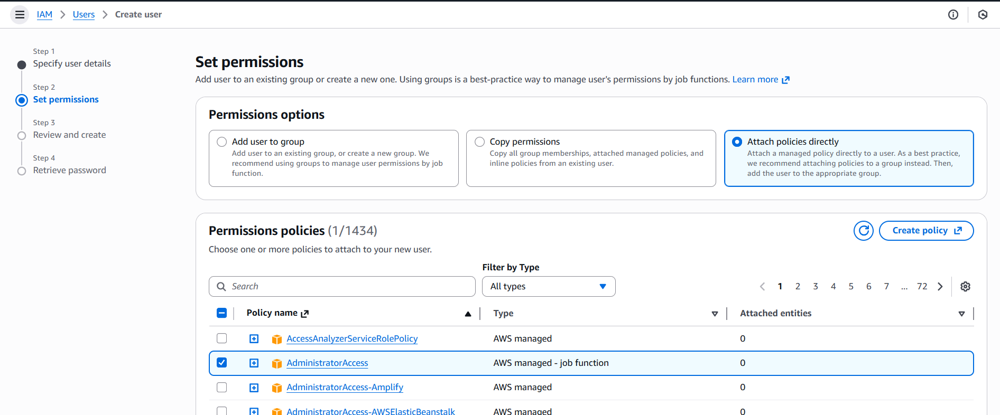 IAM > Users > Create user
Step 1
Specify user details
Step 2
Set permissions
Step 3
Review and create
Step 4
Retrieve password
Set permissions
Add user to an existing group or create a new one. Using groups is a best-practice way to manage user's permissions by job functions. Learn more
Permissions options
Add user to group
Add user to an existing group, or create a new group. We
recommend using groups to manage user permissions by job
function.
Copy permissions
Copy all group memberships, attached managed policies, and
inline policies from an existing user.
Attach policies directly
Attach a managed policy directly to a user. As a best practice,
we recommend attaching policies to a group instead. Then,
add the user to the appropriate group.
Permissions policies (1/1434)
Create policy
Choose one or more policies to attach to your new user.
Filter by Type
Search
All types
1 2 3 4 5 6 7 ... 72
Policy name Type Attached entities
AccessAnalyzerServiceRolePolicy AWS managed 0
AdministratorAccess AWS managed - job function 0
AdministratorAccess-Amplify AWS managed 0
AdministratorAccess-AWSElasticBeanstalk AWS managed 0